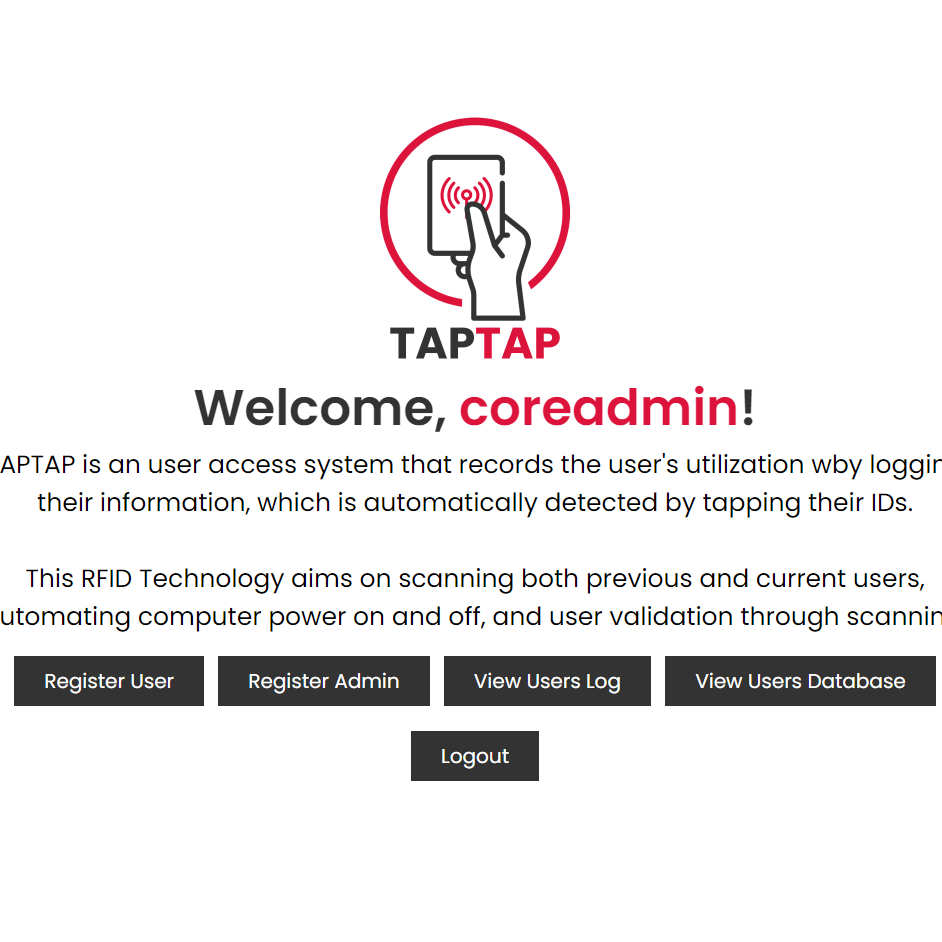 TAPTAP
Welcome, coreadmin!
APTAP is an user access system that records the user's utilization wby loggin
their information, which is automatically detected by tapping their IDs.
This RFID Technology aims on scanning both previous and current users,
utomating computer power on and off, and user validation through scannin
Register User
Register Admin
View Users Log
View Users Database
Logout